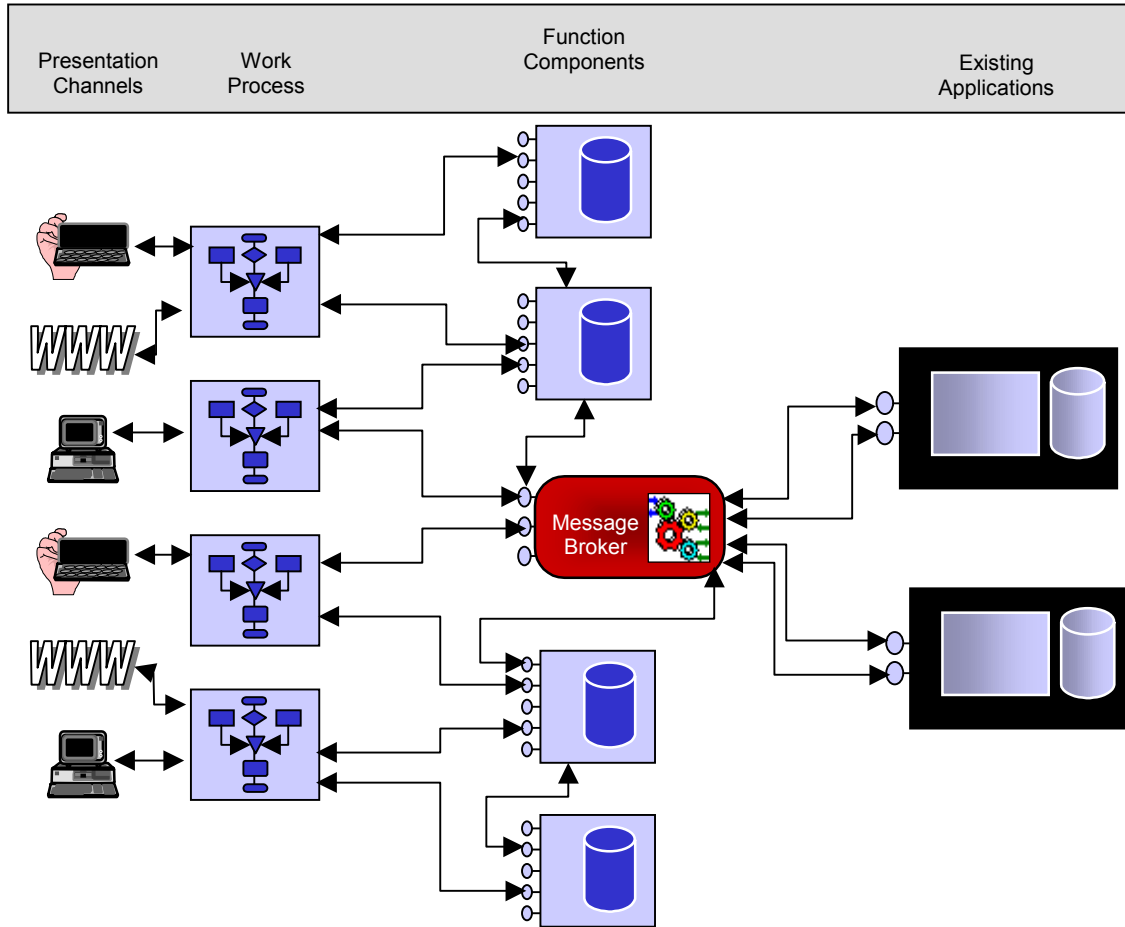 Presentation
Channels
Work
Process
Function
Components
Existing
Applications
WWW
Message
Broker
WWW